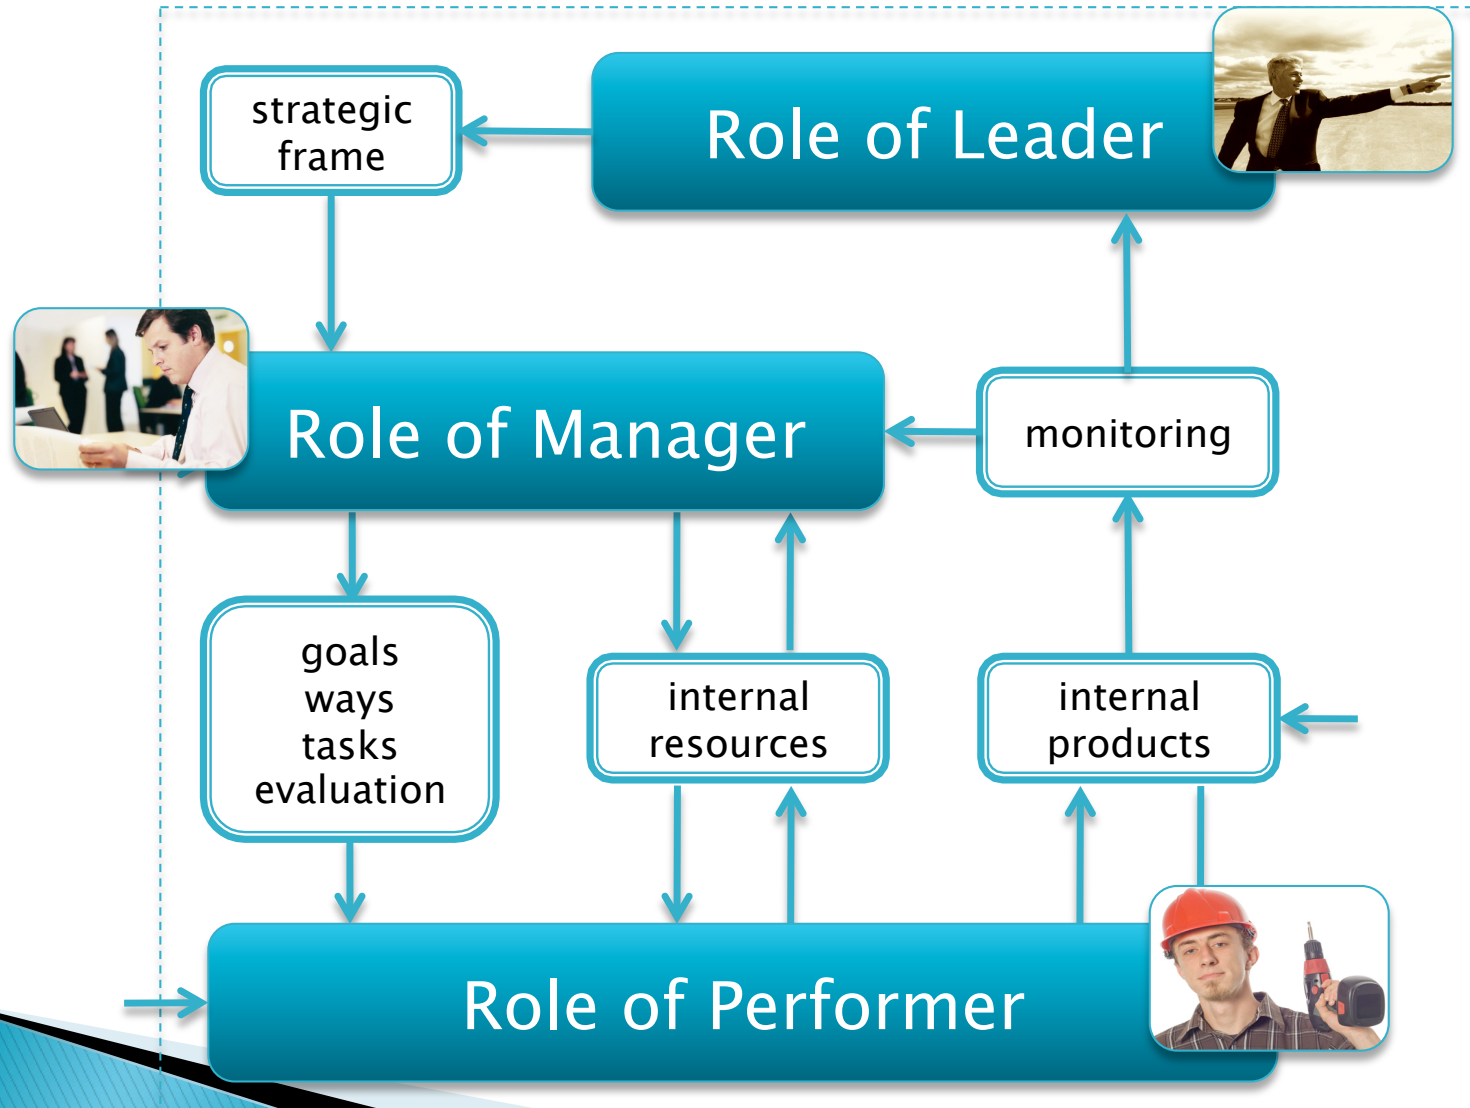 strategic
frame
Role of Leader
Role of Manager
monitoring
goals
ways
tasks
evaluation
internal
resources
internal
products
Role of Performer